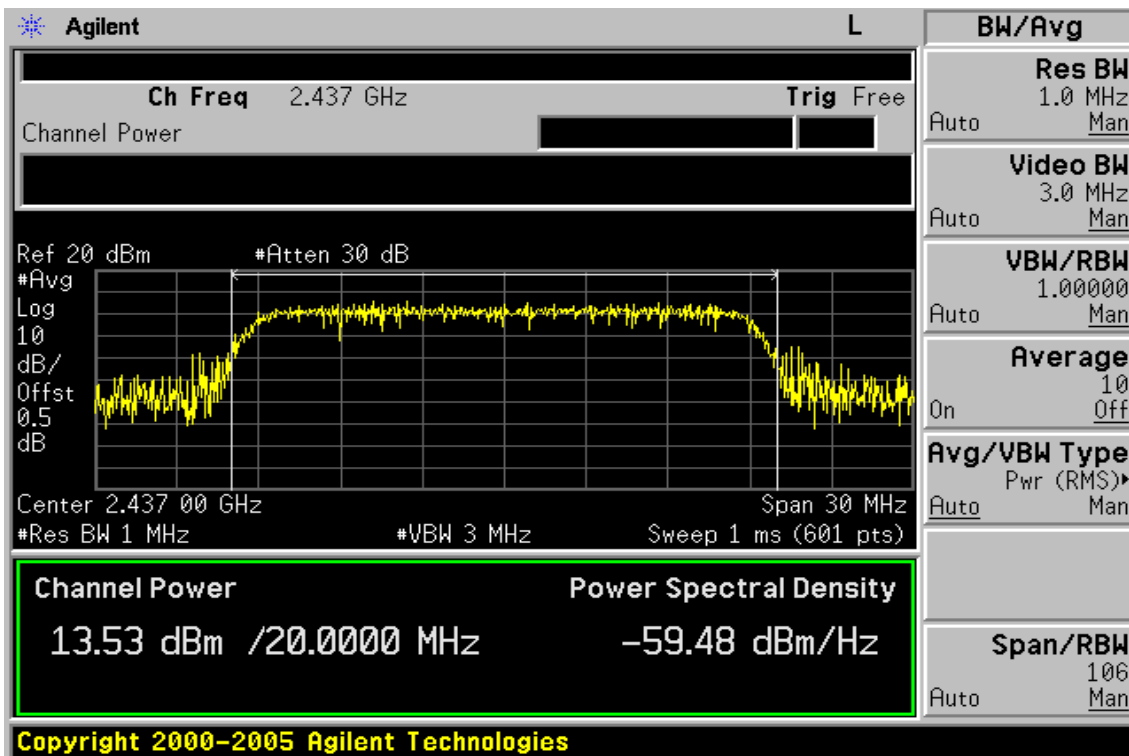 Agilent
L
Ch Freq 2.437 GHz Trig Free
Channel Power
Ref 20 dBm #Atten 30 dB
#Avg
Log
10
dB/
Offst
0.5
dB
Center 2.437 00 GHz Span 30 MHz
#Res BW 1 MHz #VBW 3 MHz Sweep 1 ms (601 pts)
Channel Power Power Spectral Density
13.53 dBm /20.0000 MHz -59.48 dBm/Hz
Copyright 2000-2005 Agilent Technologies
BW/Avg
Res BW
1.0 MHz
Auto Man
Video BW
3.0 MHz
Auto Man
VBW/RBW
1.00000
Auto Man
Average
10
On Off
Avg/VBW Type
Pwr (RMS)▸
Auto Man
Span/RBW
106
Auto Man